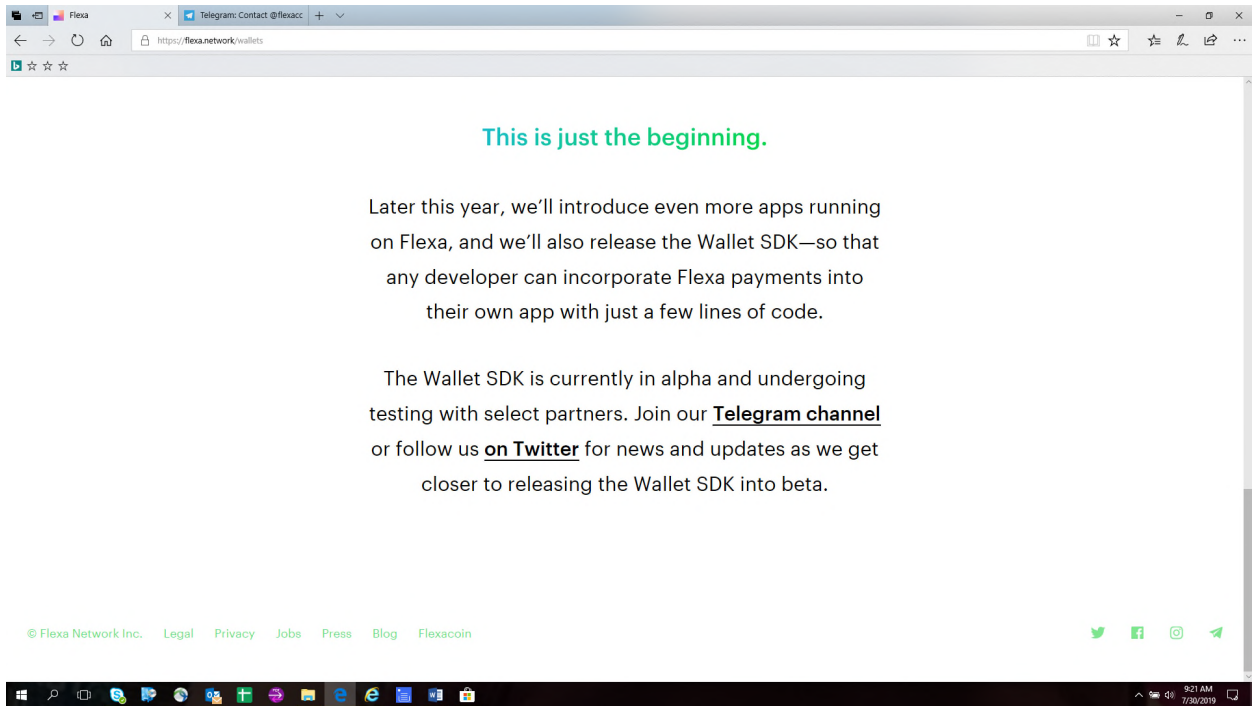 Flexa
Telegram: Contact @flexacc
https://flexa.network/wallets
This is just the beginning.
Later this year, we'll introduce even more apps running
on Flexa, and we'll also release the Wallet SDK—so that
any developer can incorporate Flexa payments into
their own app with just a few lines of code.
The Wallet SDK is currently in alpha and undergoing
testing with select partners. Join our Telegram channel
or follow us on Twitter for news and updates as we get
closer to releasing the Wallet SDK into beta.
© Flexa Network Inc. Legal Privacy Jobs Press Blog Flexacoin
9:21 AM
7/30/2019